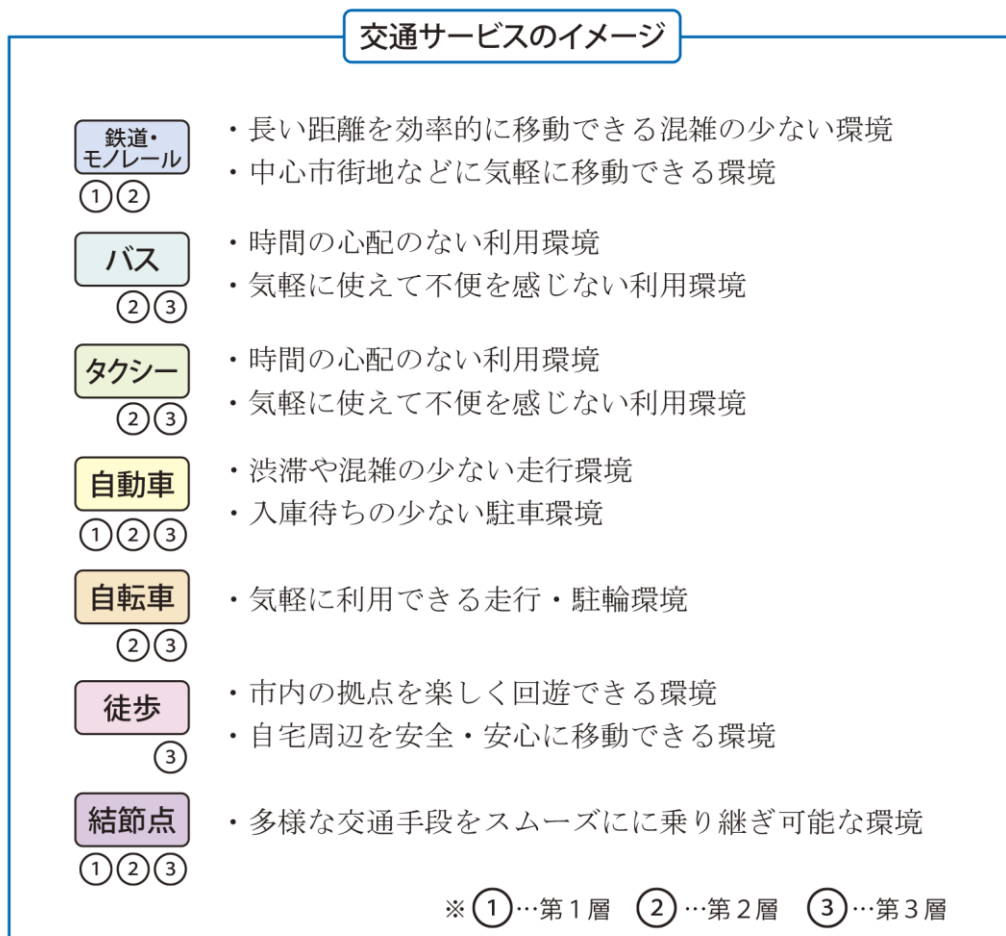 交通サービスのイメージ
鉄道・
モノレール
①②
・長い距離を効率的に移動できる混雑の少ない環境
・中心市街地などに気軽に移動できる環境
バス
②③
・時間の心配のない利用環境
・気軽に使えて不便を感じない利用環境
タクシー
②③
・時間の心配のない利用環境
・気軽に使えて不便を感じない利用環境
自動車
①②③
・渋滞や混雑の少ない走行環境
・入庫待ちの少ない駐車環境
自転車
②③
・気軽に利用できる走行・駐輪環境
徒歩
③
・市内の拠点を楽しく回遊できる環境
・自宅周辺を安全・安心に移動できる環境
結節点
①②③
・多様な交通手段をスムーズにに乗り継ぎ可能な環境
※①…第1層 ②…第2層 ③…第3層